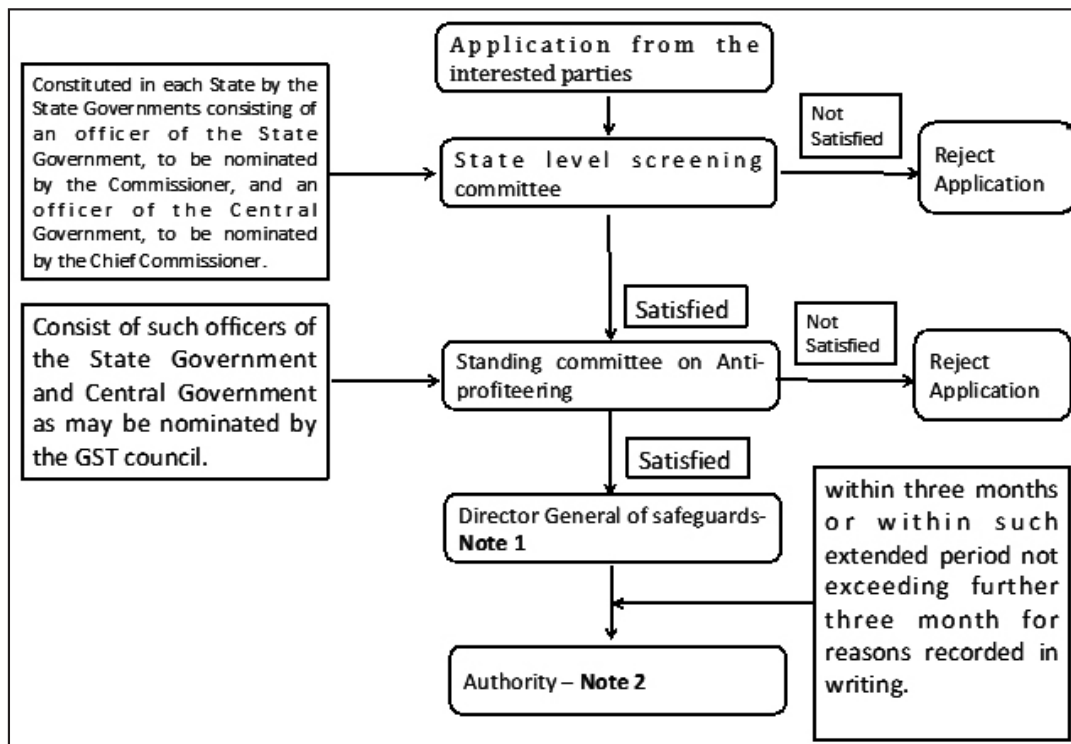 Application from the
interested parties
Constituted in each State by the
State Governments consisting of
an officer of the State
Government, to be nominated
by the Commissioner, and an
officer of the Central
Government, to be nominated
by the Chief Commissioner.
State level screening
committee
Not
Satisfied
Reject
Application
Satisfied
Consist of such officers of
the State Government
and Central Government
as may be nominated by
the GST council.
Standing committee on Anti-
profiteering
Not
Satisfied
Reject
Application
Satisfied
Director General of safeguards-
Note 1
within three months
or within such
extended period not
exceeding further
three month for
reasons recorded in
writing.
Authority – Note 2